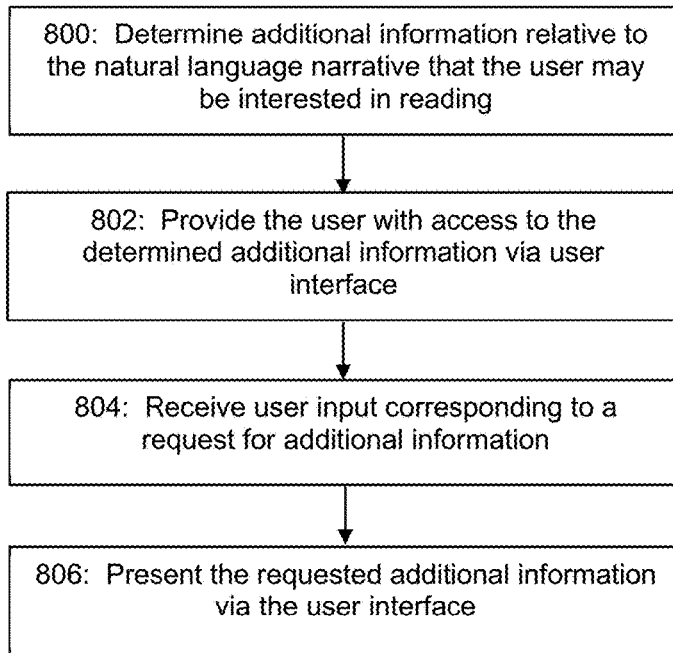 800: Determine additional information relative to
the natural language narrative that the user may
be interested in reading
802: Provide the user with access to the
determined additional information via user
interface
804: Receive user input corresponding to a
request for additional information
806: Present the requested additional information
via the user interface